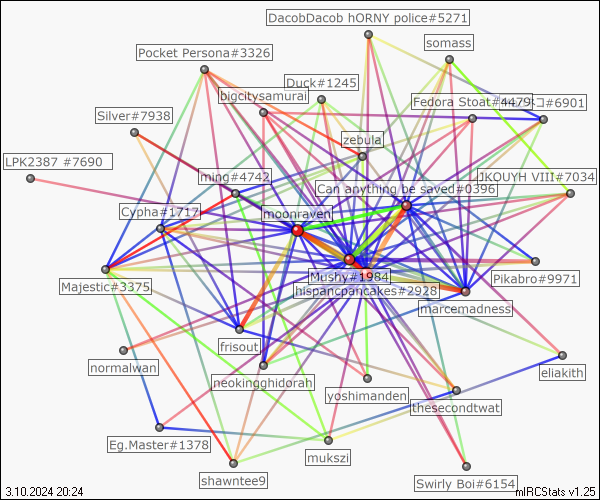 DacobDacob hORNY police#5271
somass
Pocket Persona#3326
Duck#1245
bigcitysamurai
Fedora Stoat#4479
#6901
Silver#7938
zebula
LPK2387 #7690
ming#4742
JKOUYH VIII#7034
Can anything be saved#0396
Cypha#1717
moonraven
Mushy#1984
Pikabro#9971
Majestic#3375
hispancpancakes#2928
marcemadness
frisout
normalwan
eliakith
neokingghidorah
yoshimanden
thesecondtwat
Eg.Master#1378
mukszi
shawntee9
Swirly Boi#6154
3.10.2024 20:24
mIRCStats v1.25